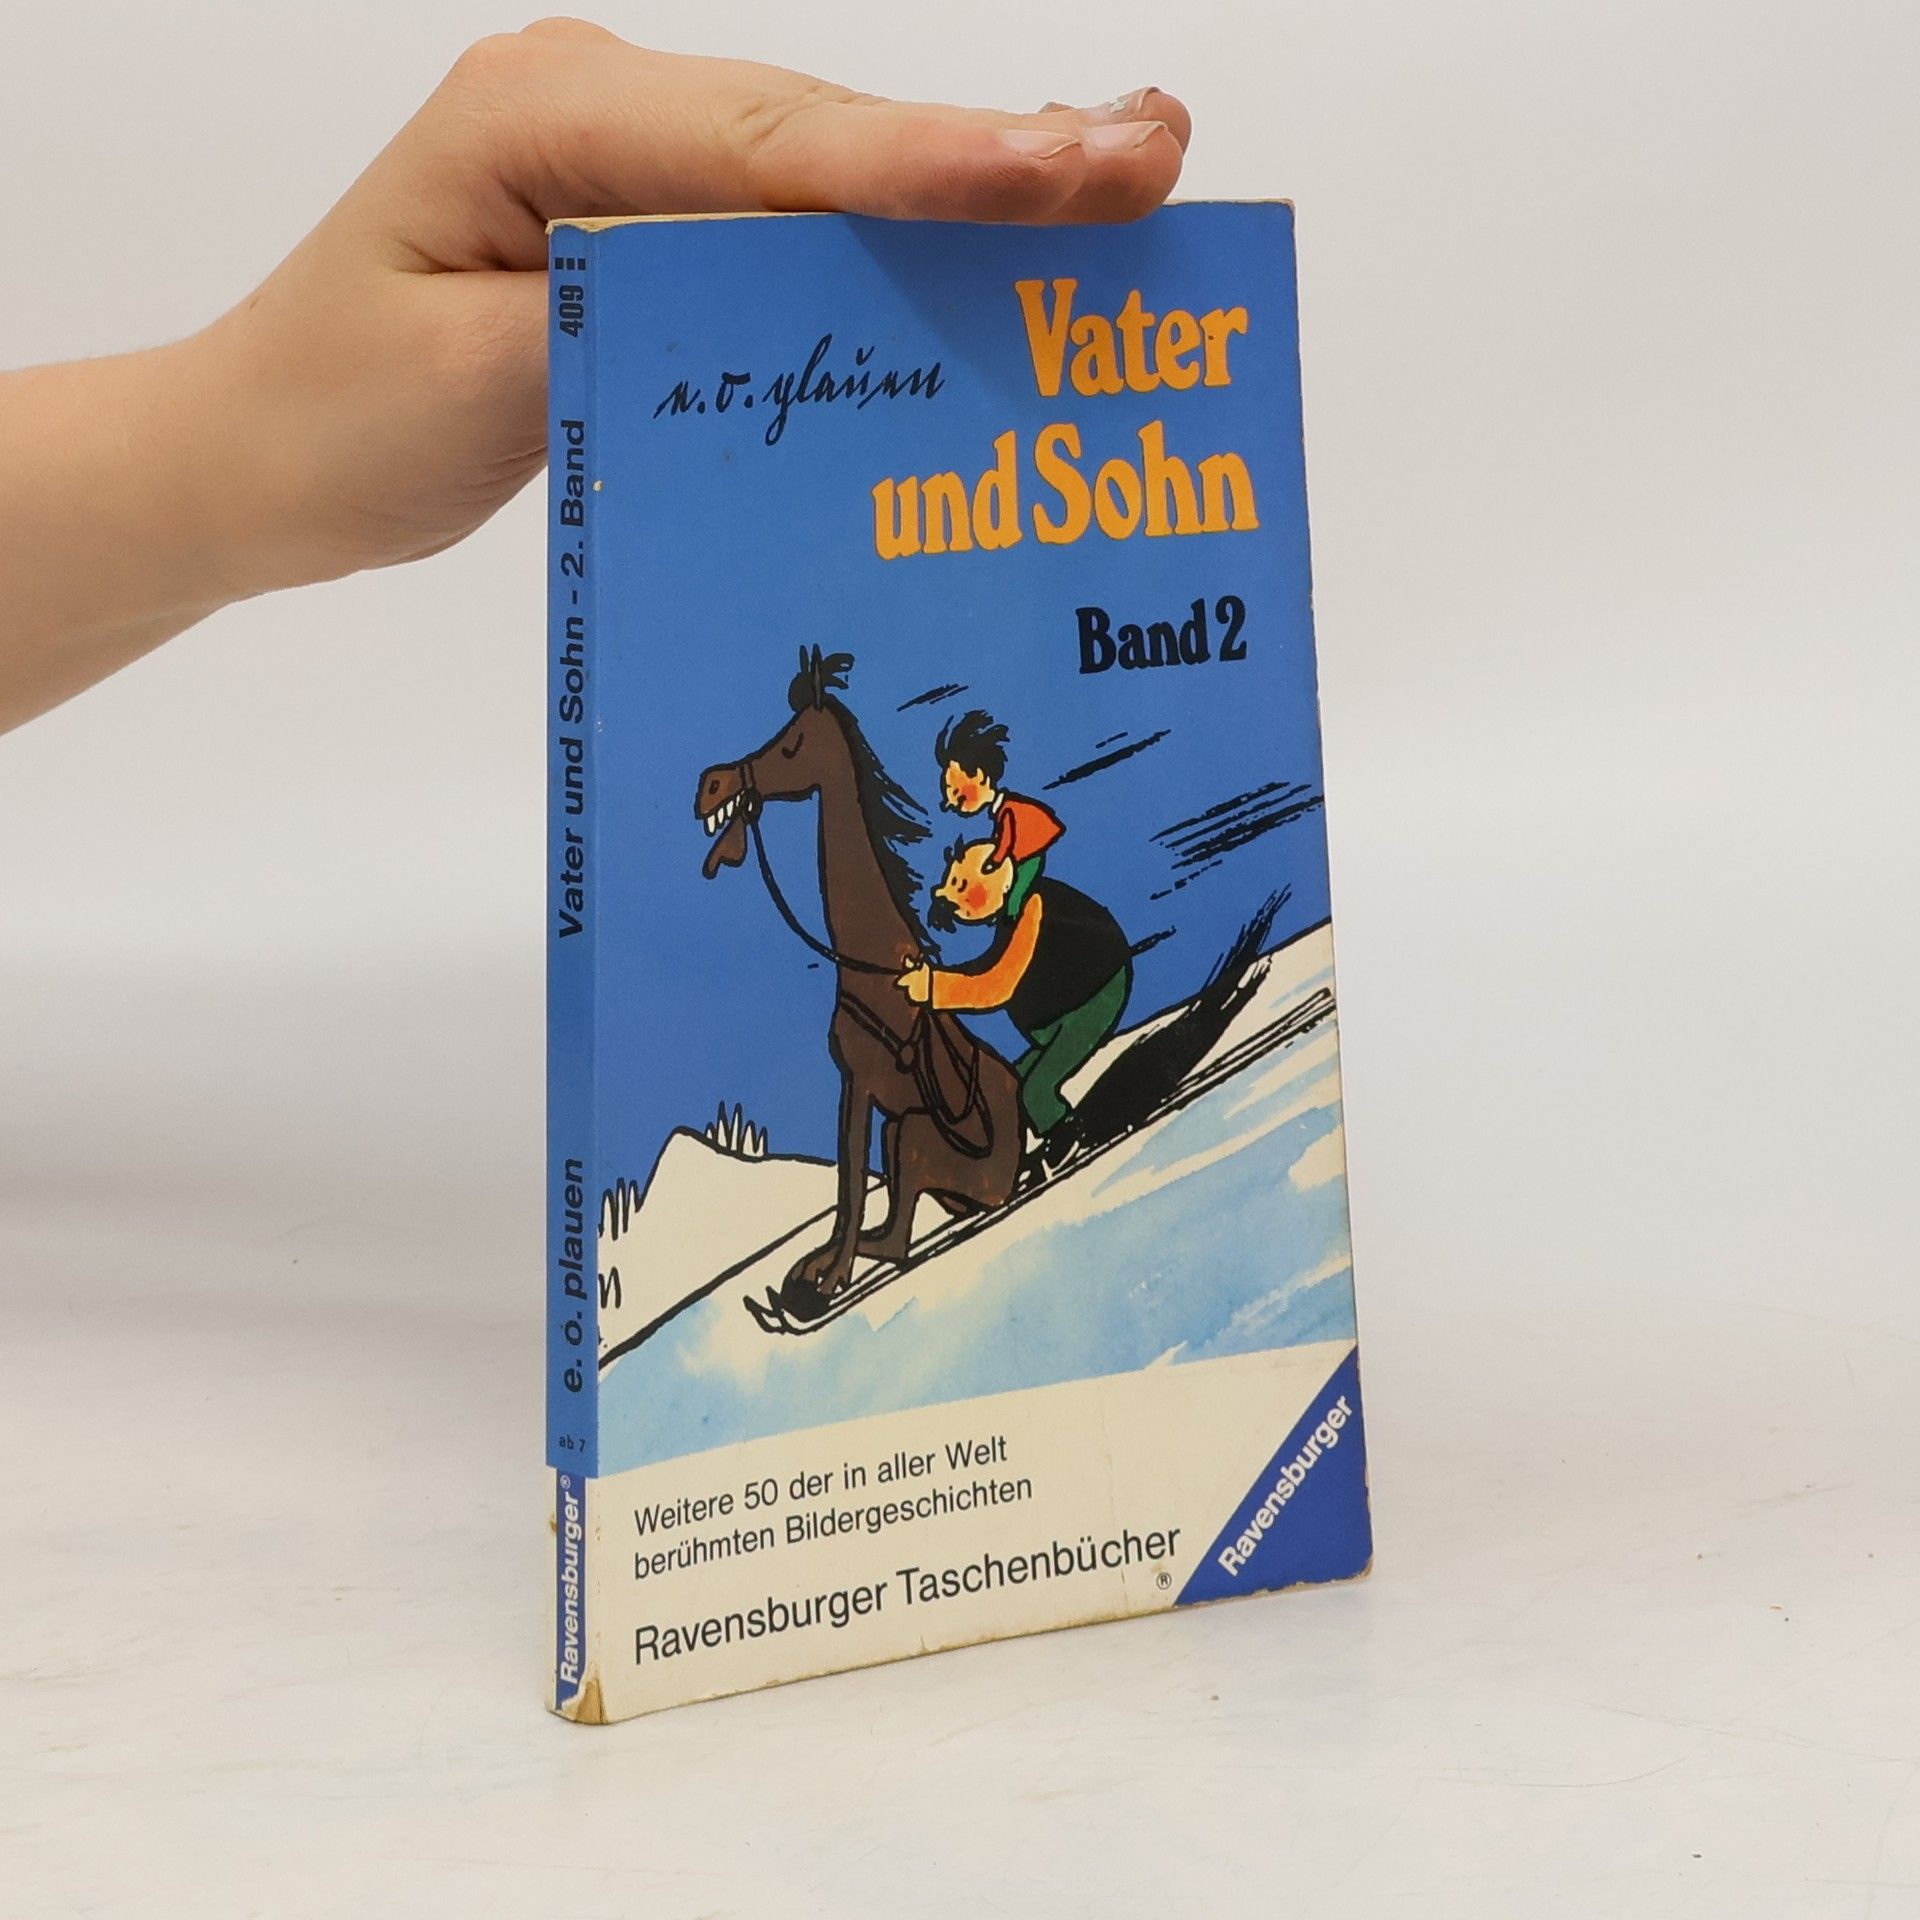 409
Vater und Sohn - 2. Band
e. o. plauen
ab 7
Ravensburger®
e. o. plauen
Vater
und Sohn
Band 2
Weitere 50 der in aller Welt
berühmten Bildergeschichten
Ravensburger Taschenbücher
®
Ravensburger